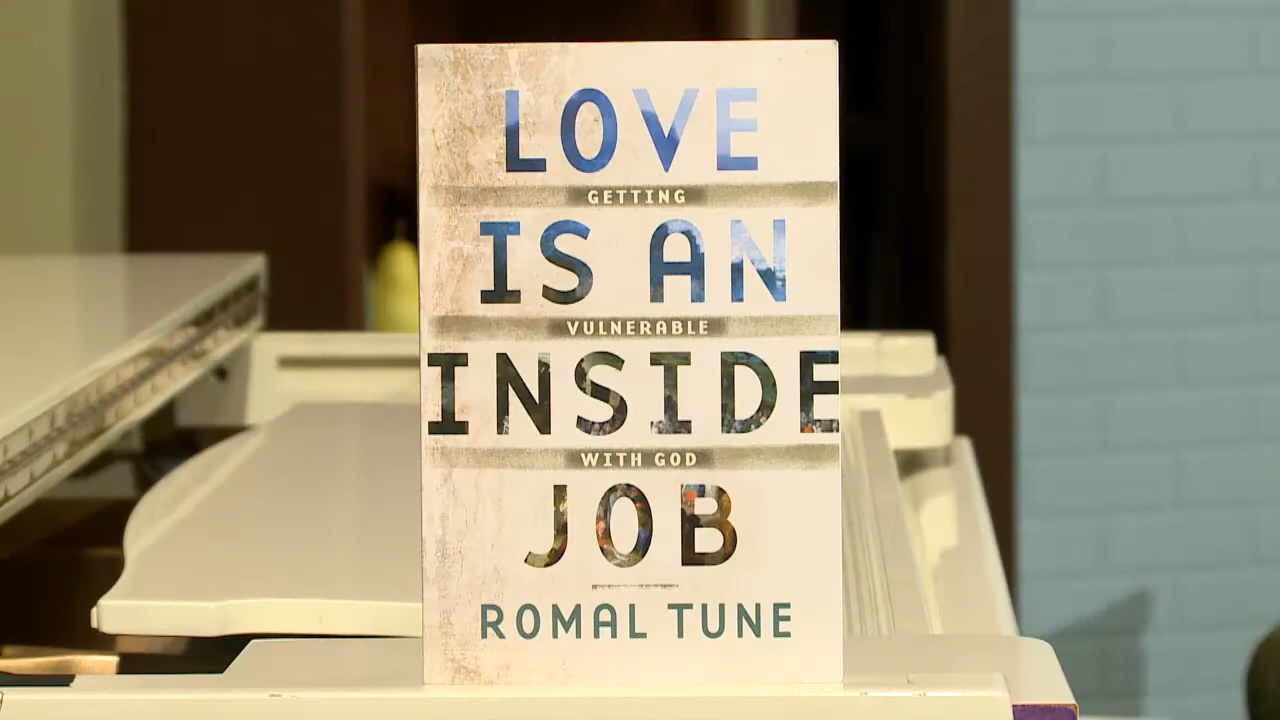 LOVE
GETTING
IS AN
VULNERABLE
INSIDE
WITH GOD
JOB
ROMAL TUNE